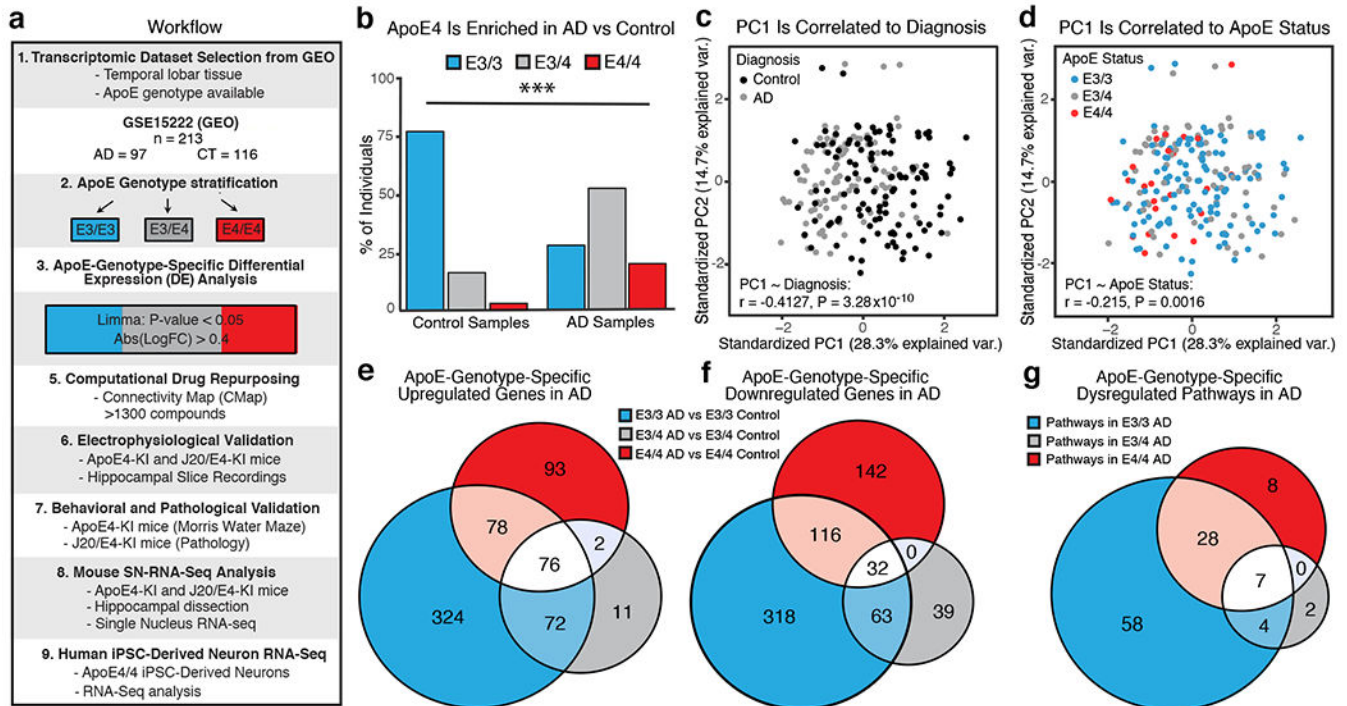 a
Workflow
1. Transcriptomic Dataset Selection from GEO
- Temporal lobar tissue
- ApoE genotype available
GSE15222 (GEO)
n = 213
AD = 97 CT = 116
2. ApoE Genotype stratification
E3/E3 E3/E4 E4/E4
3. ApoE-Genotype-Specific Differential
Expression (DE) Analysis
Limma: P-value < 0.05
Abs(LogFC) > 0.4
5. Computational Drug Repurposing
- Connectivity Map (CMap)
>1300 compounds
6. Electrophysiological Validation
- ApoE4-KI and J20/E4-KI mice
- Hippocampal Slice Recordings
7. Behavioral and Pathological Validation
- ApoE4-KI mice (Morris Water Maze)
- J20/E4-KI mice (Pathology)
8. Mouse SN-RNA-Seq Analysis
- ApoE4-KI and J20/E4-KI mice
- Hippocampal dissection
- Single Nucleus RNA-seq
9. Human iPSC-Derived Neuron RNA-Seq
- ApoE4/4 iPSC-Derived Neurons
- RNA-Seq analysis
b
ApoE4 Is Enriched in AD vs Control
E3/3 E3/4 E4/4
***
% of Individuals
100
75
50
25
0
Control Samples AD Samples
c
PC1 Is Correlated to Diagnosis
Diagnosis
Control
AD
Standardized PC2 (14.7% explained var.)
2
0
-2
PC1 ~ Diagnosis:
r = -0.4127, P = 3.28x10-10
−2 0 2
Standardized PC1 (28.3% explained var.)
d
PC1 Is Correlated to ApoE Status
ApoE Status
E3/3
E3/4
E4/4
Standardized PC2 (14.7% explained var.)
2
0
-2
PC1 ~ ApoE Status:
r = -0.215, P = 0.0016
−2 0 2
Standardized PC1 (28.3% explained var.)
e
ApoE-Genotype-Specific
Upregulated Genes in AD
93
78
2
76
324
72
11
f
ApoE-Genotype-Specific
Downregulated Genes in AD
E3/3 AD vs E3/3 Control
E3/4 AD vs E3/4 Control
E4/4 AD vs E4/4 Control
142
116
0
32
318
63
39
g
ApoE-Genotype-Specific
Dysregulated Pathways in AD
Pathways in E3/3 AD
Pathways in E3/4 AD
Pathways in E4/4 AD
8
28
0
7
58
4
2